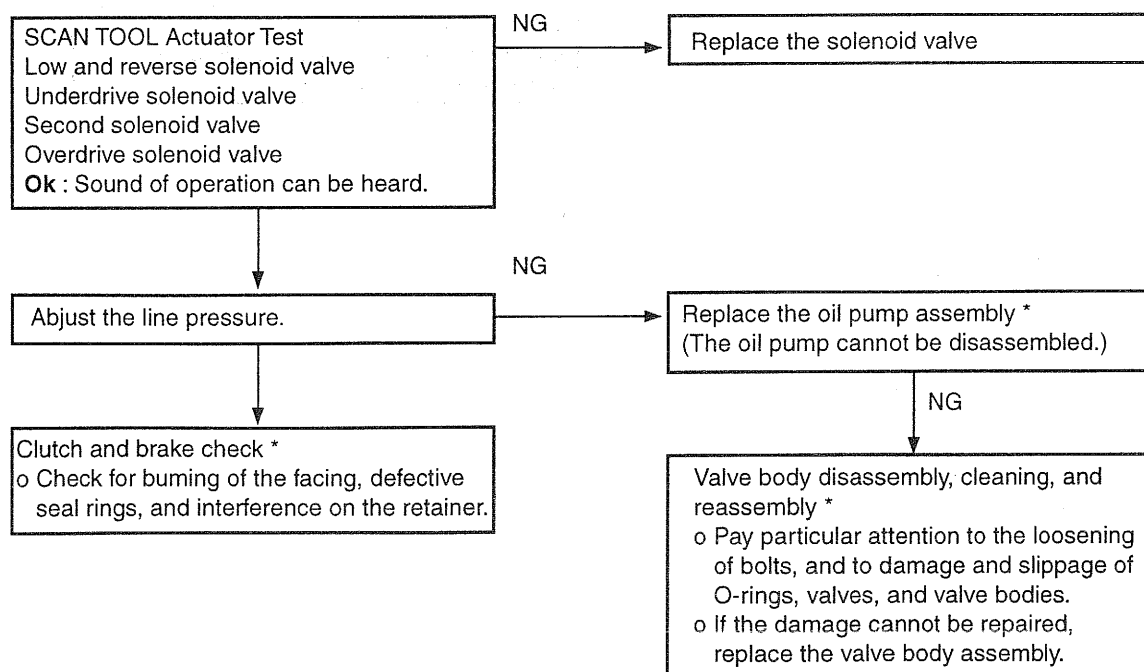 SCAN TOOL Actuator Test
Low and reverse solenoid valve
Underdrive solenoid valve
Second solenoid valve
Overdrive solenoid valve
Ok : Sound of operation can be heard.
NG
Replace the solenoid valve
Adjust the line pressure.
NG
Replace the oil pump assembly *
(The oil pump cannot be disassembled.)
NG
Clutch and brake check *
o Check for buming of the facing, defective
seal rings, and interference on the retainer.
Valve body disassembly, cleaning, and
reassembly *
o Pay particular attention to the loosening
of bolts, and to damage and slippage of
O-rings, valves, and valve bodies.
o If the damage cannot be repaired,
replace the valve body assembly.